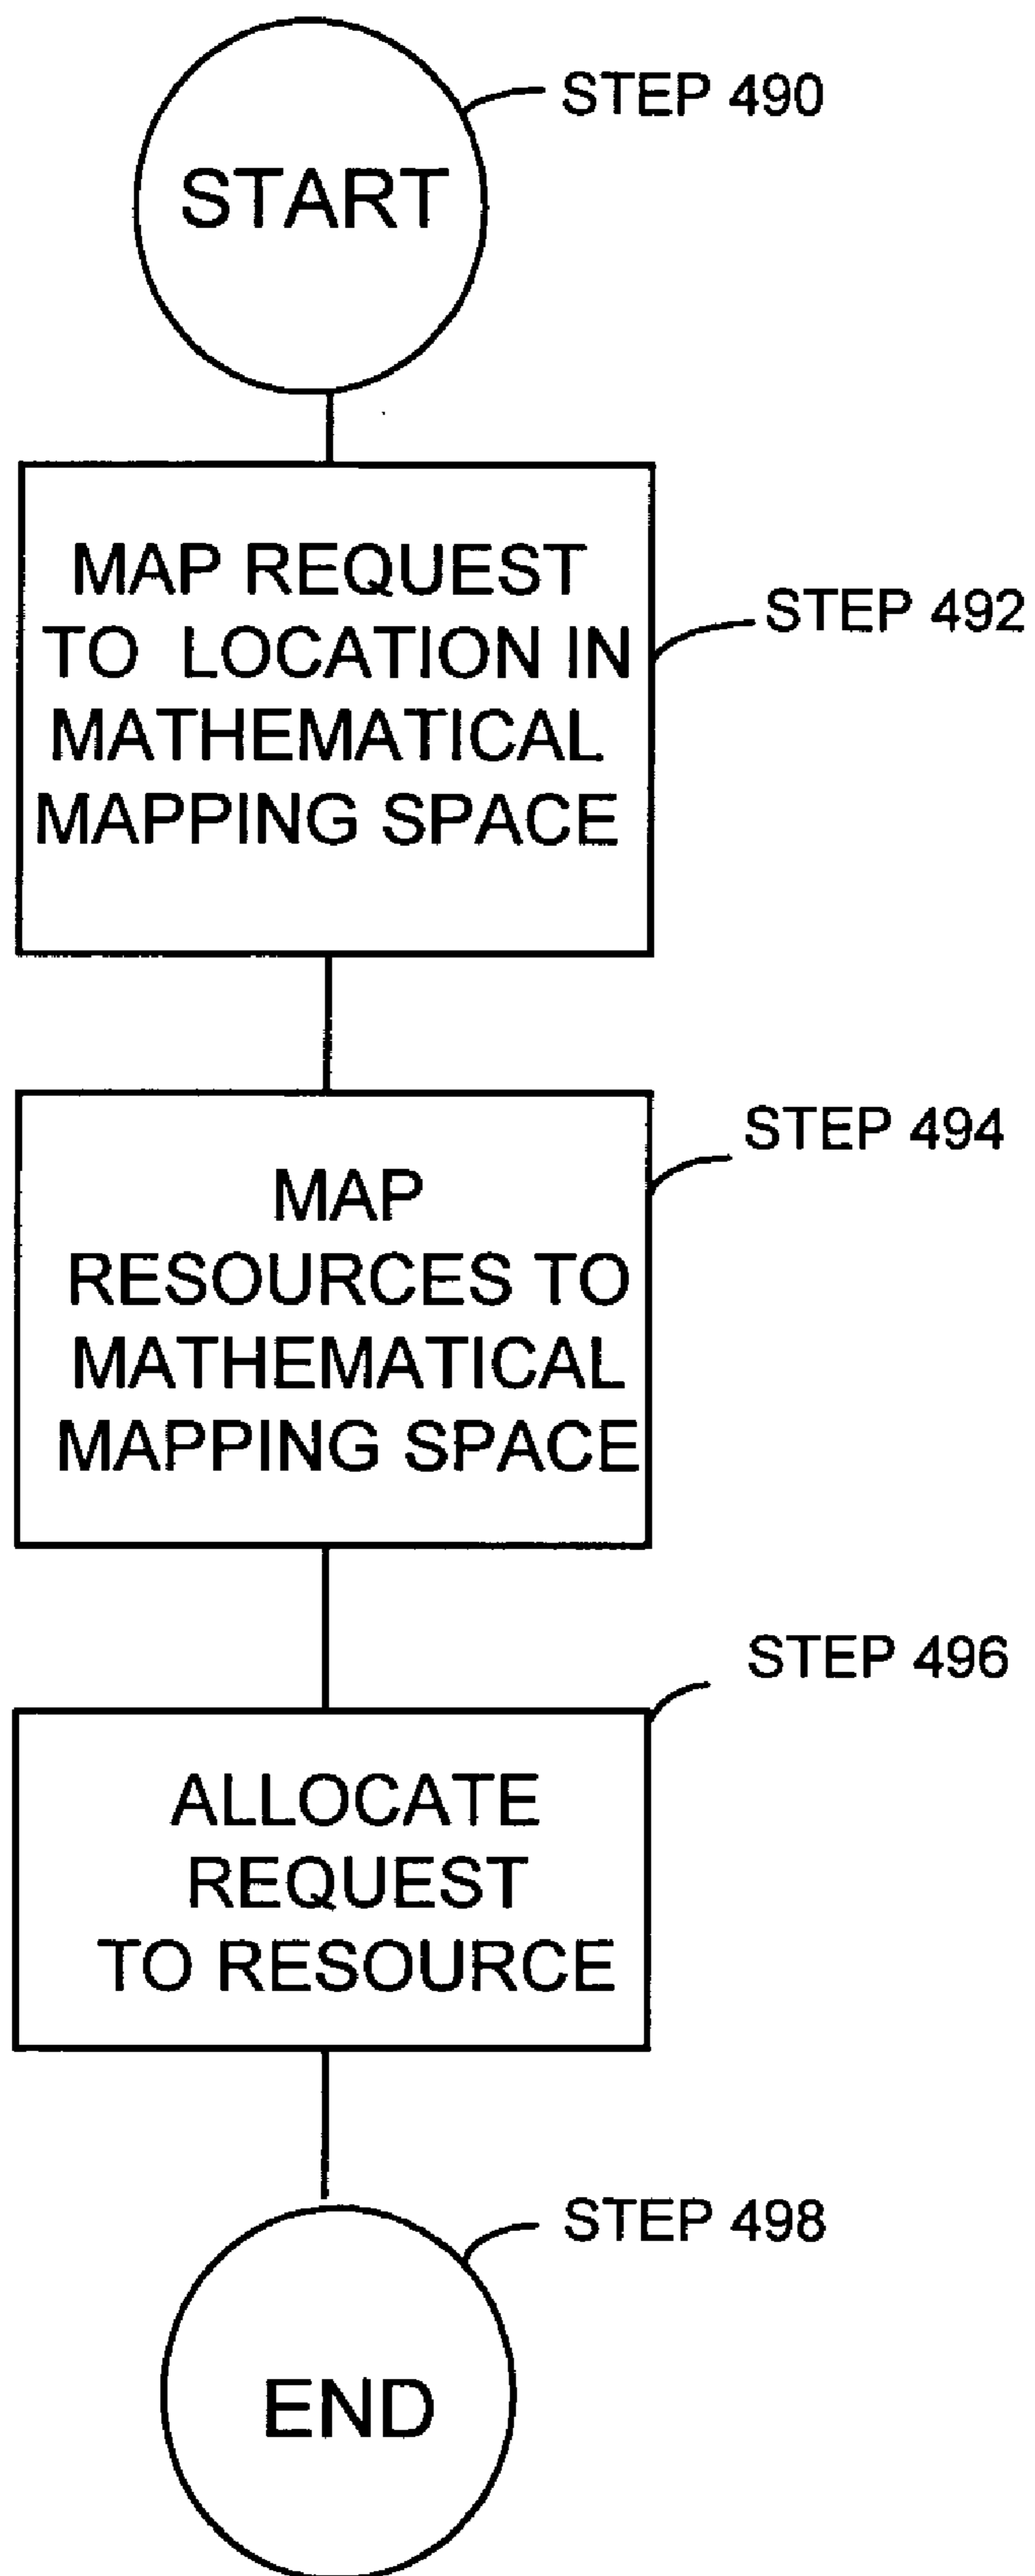 STEP 490
START
MAP REQUEST
TO LOCATION IN
MATHEMATICAL
MAPPING SPACE
STEP 492
STEP 494
MAP
RESOURCES TO
MATHEMATICAL
MAPPING SPACE
STEP 496
ALLOCATE
REQUEST
TO RESOURCE
STEP 498
END